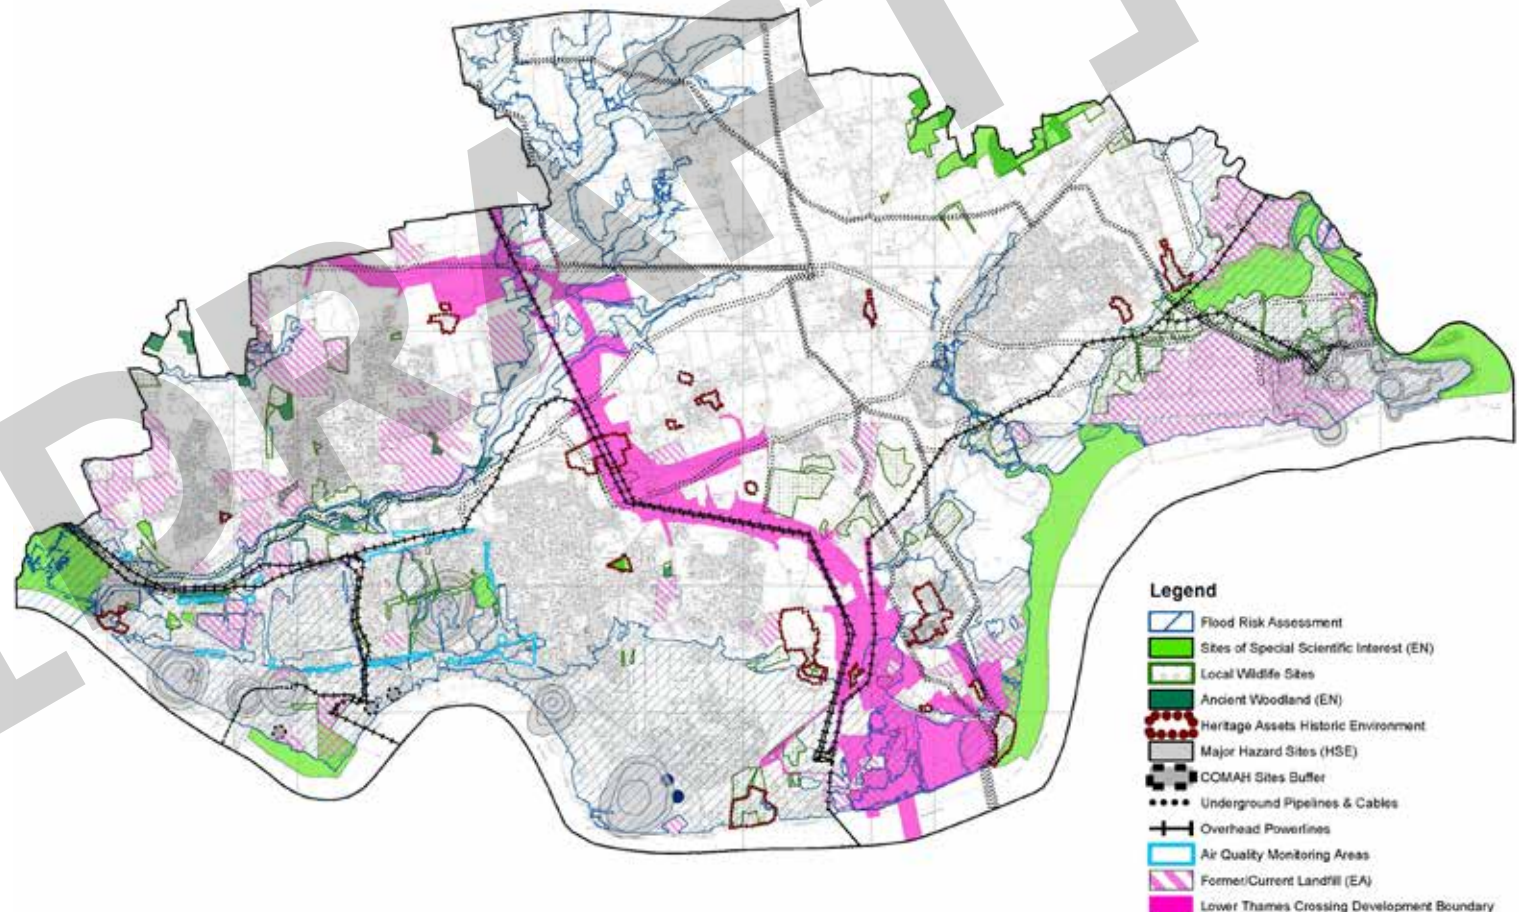 DRAFT
Legend
Flood Risk Assessment
Sites of Special Scientific Interest (EN)
Local Wildlife Sites
Ancient Woodland (EN)
Heritage Assets Historic Environment
Major Hazard Sites (HSE)
COMAH Sites Buffer
Underground Pipelines & Cables
Overhead Powerlines
Air Quality Monitoring Areas
Former/Current Landfill (EA)
Lower Thames Crossing Development Boundary